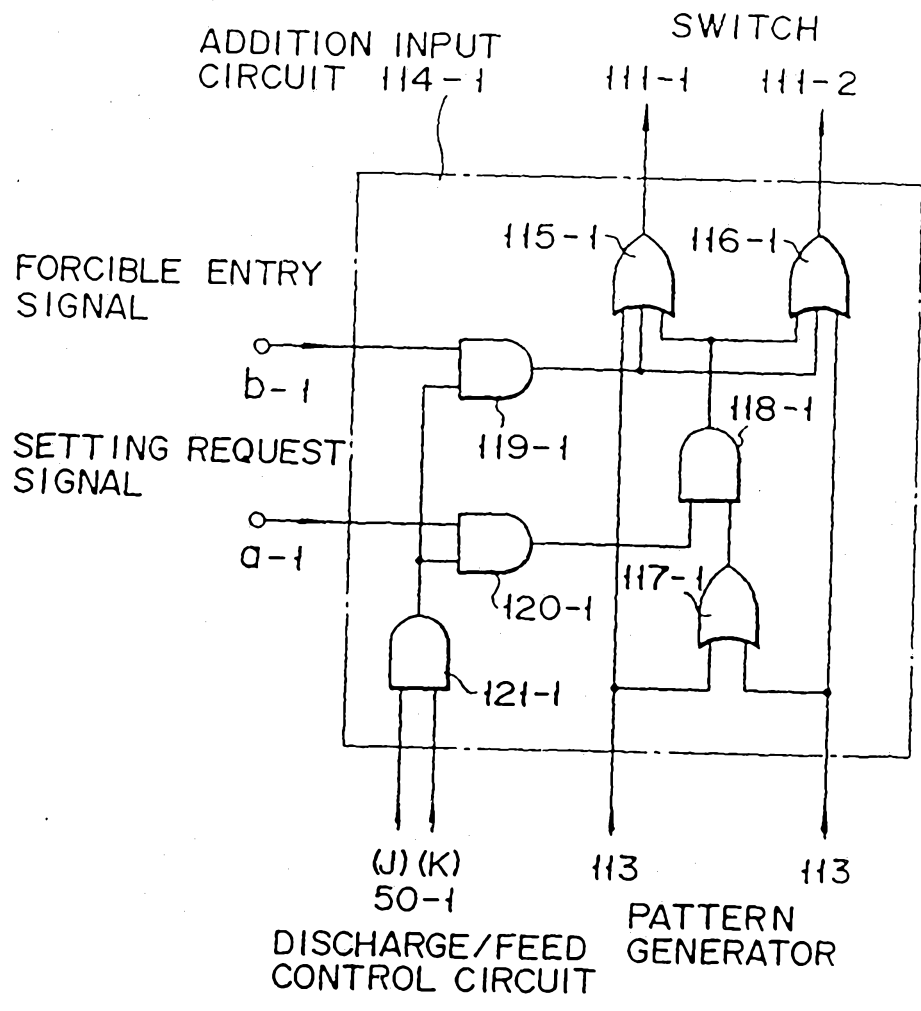 SWITCH
ADDITION INPUT
CIRCUIT 114-1
111-1
111-2
115-1
116-1
FORCIBLE ENTRY
SIGNAL
b-1
119-1
118-1
SETTING REQUEST
SIGNAL
a-1
120-1
117-1
121-1
(J) (K)
50-1
113
113
DISCHARGE/FEED
CONTROL CIRCUIT
PATTERN
GENERATOR